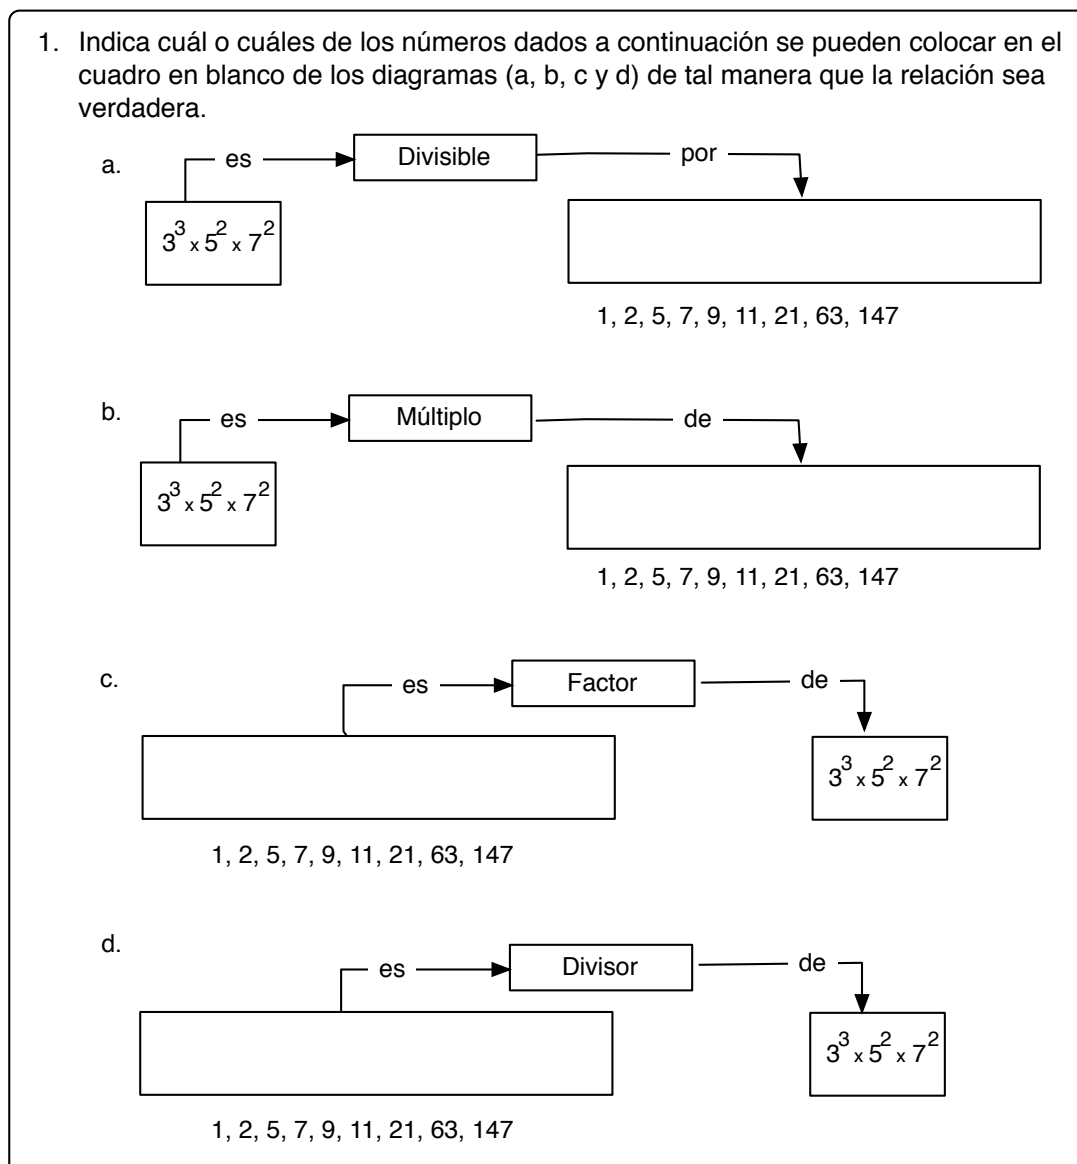 1. Indica cuál o cuáles de los números dados a continuación se pueden colocar en el
cuadro en blanco de los diagramas (a, b, c y d) de tal manera que la relación sea
verdadera.
a.
es
Divisible
por
3³ x 5² x 7²
1, 2, 5, 7, 9, 11, 21, 63, 147
b.
es
Múltiplo
de
3³ x 5² x 7²
1, 2, 5, 7, 9, 11, 21, 63, 147
c.
es
Factor
de
3³ x 5² x 7²
1, 2, 5, 7, 9, 11, 21, 63, 147
d.
es
Divisor
de
3³ x 5² x 7²
1, 2, 5, 7, 9, 11, 21, 63, 147